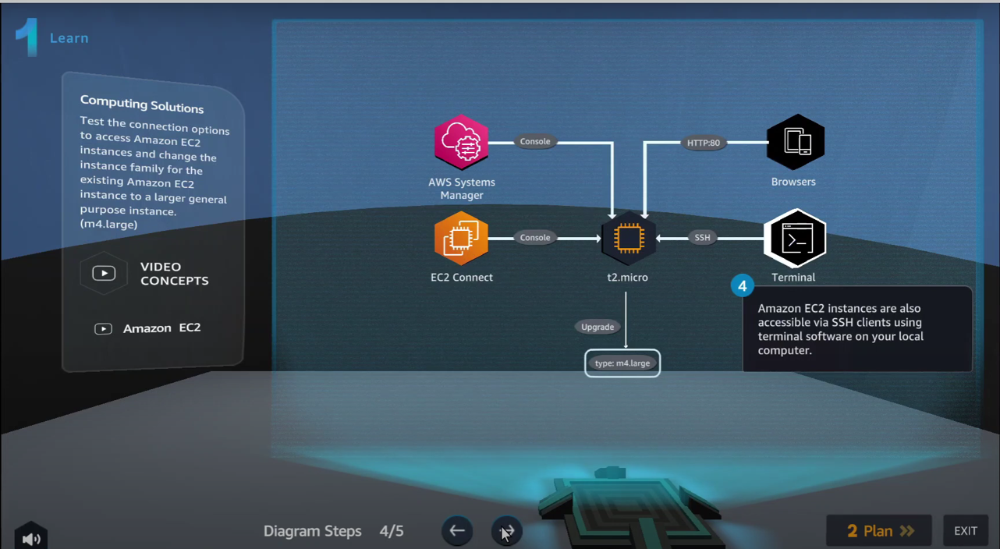 1 Learn
Computing Solutions
Test the connection options
to access Amazon EC2
instances and change the
instance family for the
existing Amazon EC2
instance to a larger general
purpose instance.
(m4.large)
VIDEO
CONCEPTS
Amazon EC2
Console
HTTP:80
AWS Systems
Manager
Browsers
Console
SSH
EC2 Connect
t2.micro
Terminal
4
Amazon EC2 instances are also
accessible via SSH clients using
terminal software on your local
computer.
Upgrade
type: m4.large
Diagram Steps 4/5
2 Plan
EXIT